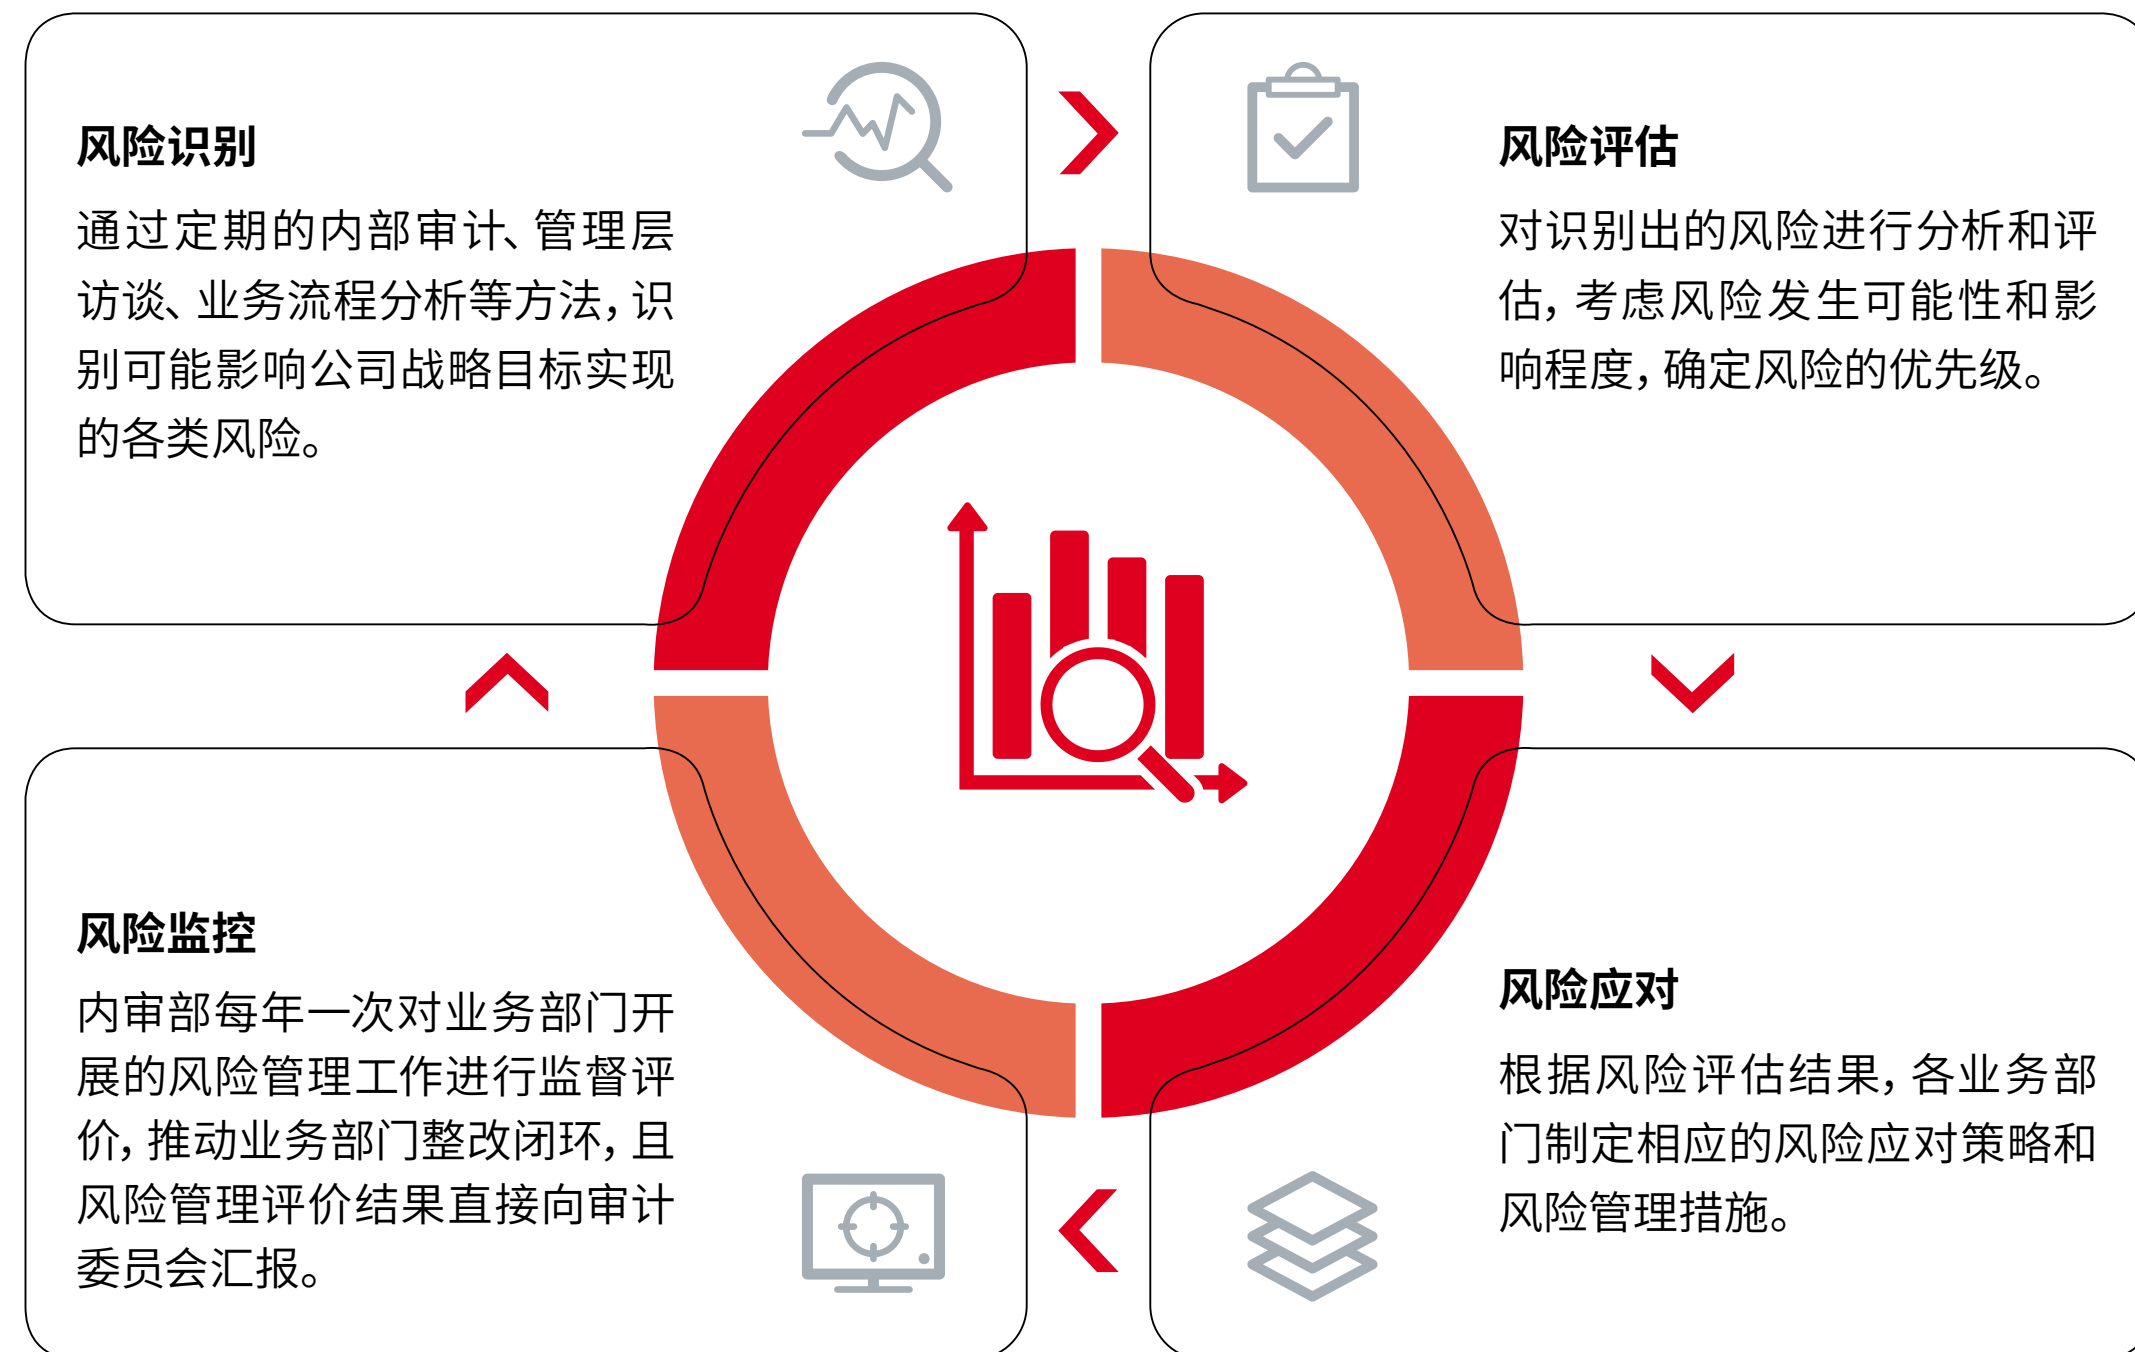 风险识别
通过定期的内部审计、管理层
访谈、业务流程分析等方法，识
别可能影响公司战略目标实现
的各类风险。
风险评估
对识别出的风险进行分析和评
估，考虑风险发生可能性和影
响程度，确定风险的优先级。
风险监控
内审部每年一次对业务部门开
展的风险管理工作进行监督评
价，推动业务部门整改闭环，且
风险管理评价结果直接向审计
委员会汇报。
风险应对
根据风险评估结果，各业务部
门制定相应的风险应对策略和
风险管理措施。